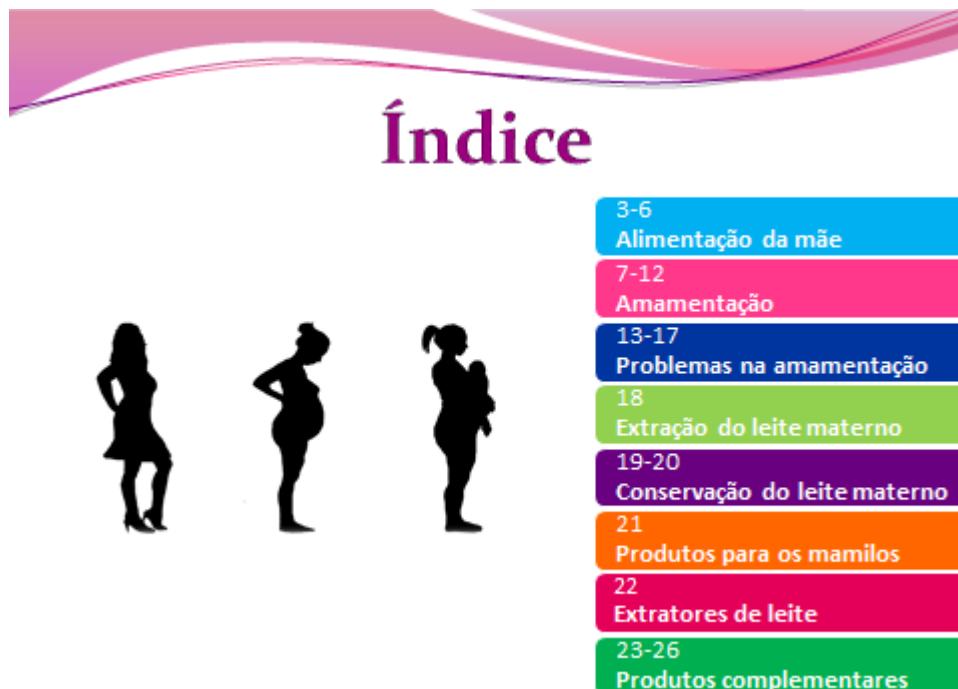 Índice
3-6
Alimentação da mãe
7-12
Amamentação
13-17
Problemas na amamentação
18
Extração do leite materno
19-20
Conservação do leite materno
21
Produtos para os mamilos
22
Extratores de leite
23-26
Produtos complementares